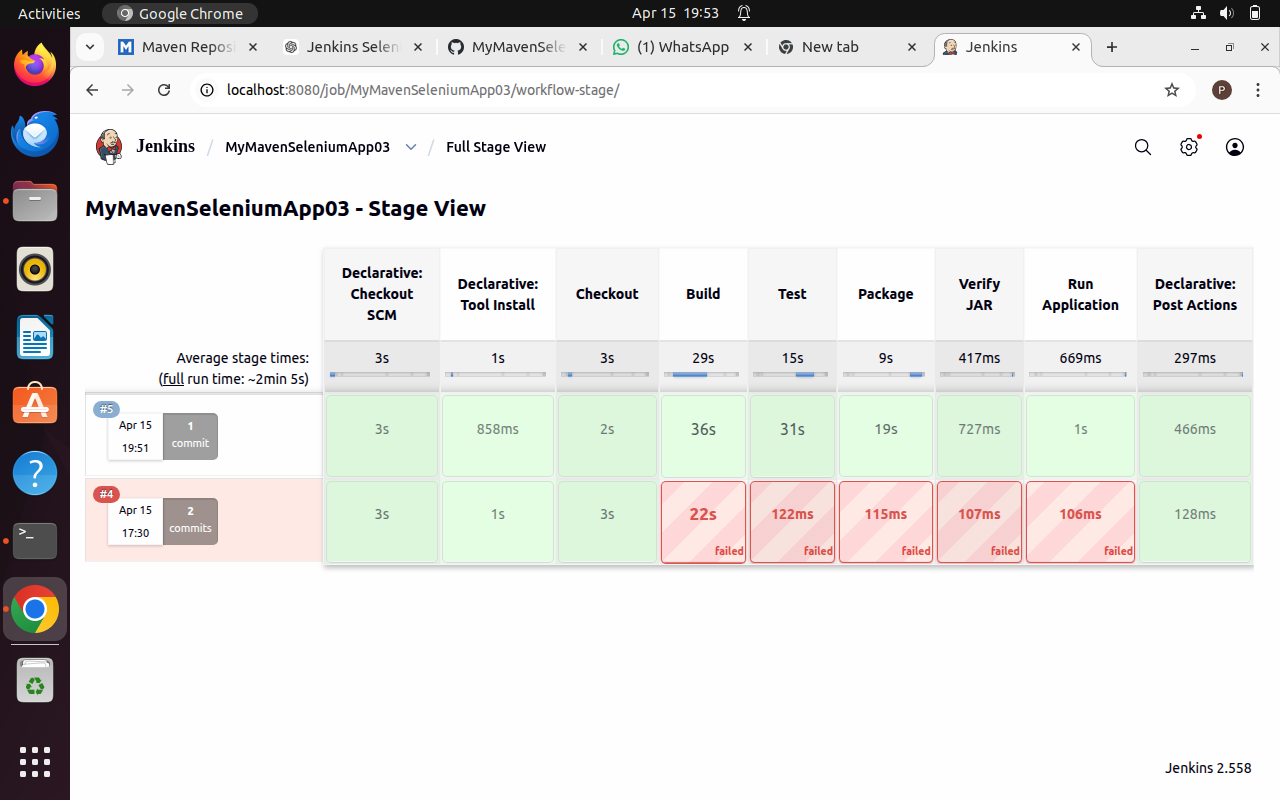 Activities
Google Chrome
Apr 15 19:53
Maven Reposi
Jenkins Selen
MyMavenSele
(1) WhatsApp
New tab
Jenkins
localhost:8080/job/MyMavenSeleniumApp03/workflow-stage/
P
Jenkins / MyMavenSeleniumApp03 / Full Stage View
MyMavenSeleniumApp03 - Stage View
Declarative:
Checkout
SCM
Declarative:
Tool Install
Checkout
Build
Test
Package
Verify
JAR
Run
Application
Declarative:
Post Actions
Average stage times:
(full run time: ~2min 5s)
3s
1s
3s
29s
15s
9s
417ms
669ms
297ms
#5
Apr 15
19:51
1
commit
3s
858ms
2s
36s
31s
19s
727ms
1s
466ms
#4
Apr 15
17:30
2
commits
3s
1s
3s
22s
failed
122ms
failed
115ms
failed
107ms
failed
106ms
failed
128ms
Jenkins 2.558